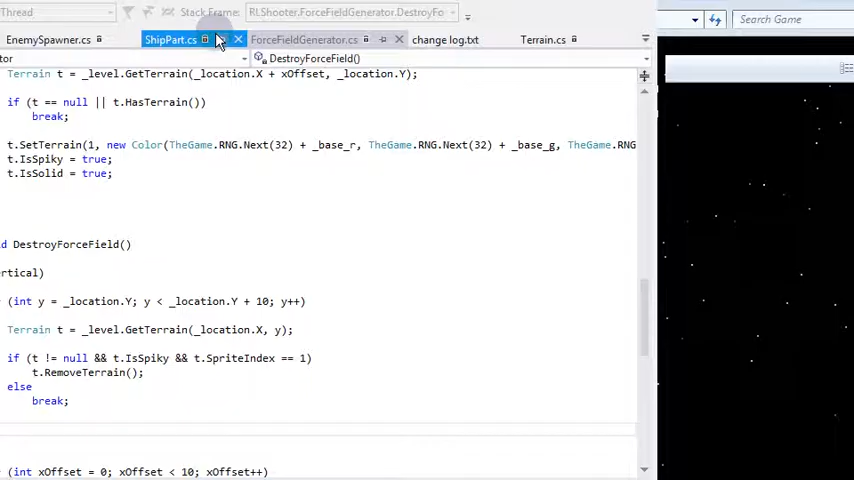 Thread Stack Frame: RLShooter.ForceFieldGenerator.DestroyFo
Search Game
EnemySpawner.cs ShipPart.cs ForceFieldGenerator.cs change log.txt Terrain.cs
tor DestroyForceField()
Terrain t = _level.GetTerrain(_location.X + xOffset, _location.Y);
if (t == null || t.HasTerrain())
break;
t.SetTerrain(1, new Color(TheGame.RNG.Next(32) + _base_r, TheGame.RNG.Next(32) + _base_g, TheGame.RNG
t.IsSpiky = true;
t.IsSolid = true;
d DestroyForceField()
ertical)
(int y = _location.Y; y < _location.Y + 10; y++)
Terrain t = _level.GetTerrain(_location.X, y);
if (t != null && t.IsSpiky && t.SpriteIndex == 1)
t.RemoveTerrain();
else
break;
(int xOffset = 0; xOffset < 10; xOffset++)